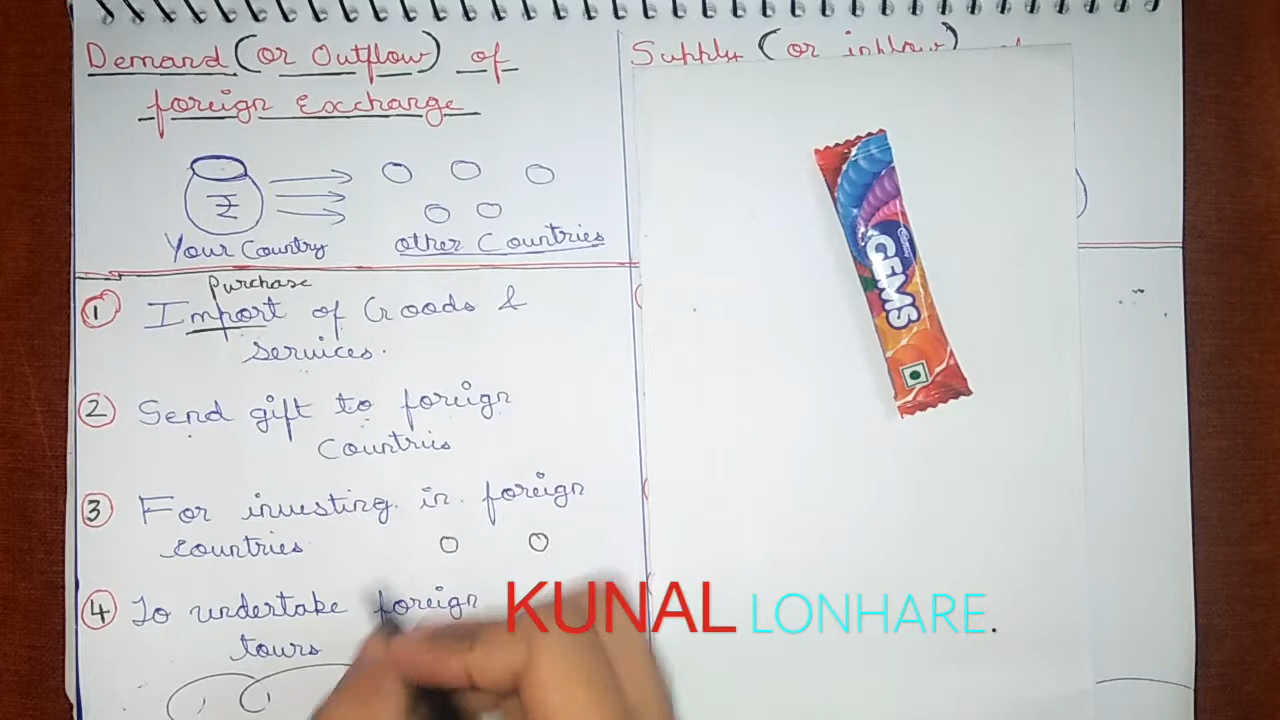 Demand (or Outflow) of
foreign Exchange
₹
Your Country
other Countries
① Purchase
Import of Goods &
services.
② Send gift to foreign
Countries
③ For investing in foreign
countries
④ To undertake foreign
tours
Supply (or inflow)
Cadbury
GEMS
KUNAL LONHARE.